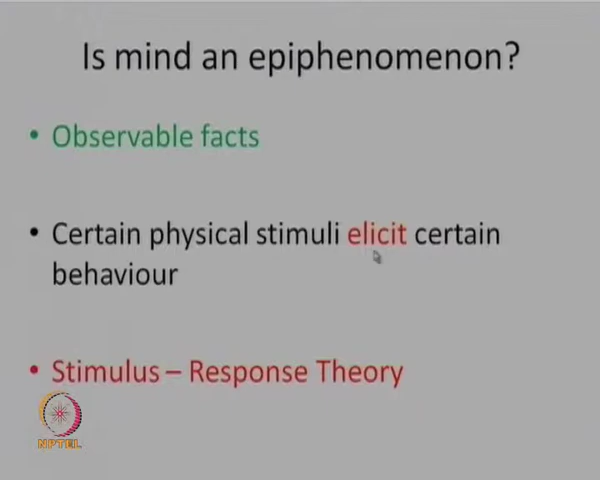 Is mind an epiphenomenon?
• Observable facts
• Certain physical stimuli elicit certain
behaviour
• Stimulus – Response Theory
NPTEL